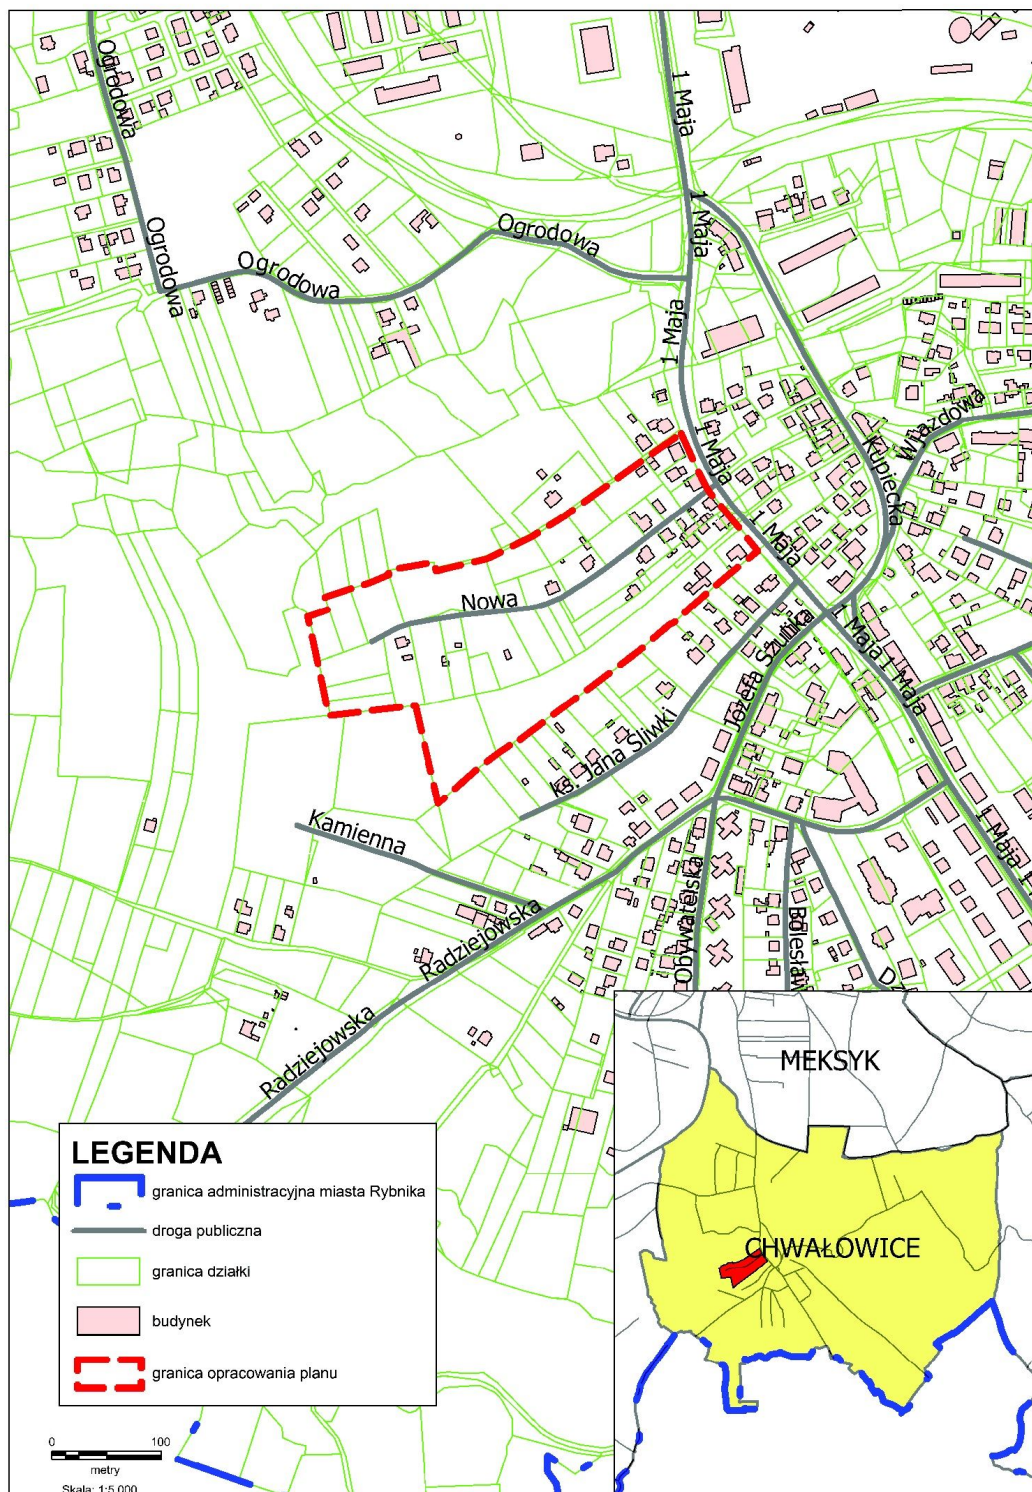 Ogrodowa
1 Maja
1 Maja
Ogrodowa
Ogrodowa
Ogrodowa
1 Maja
Wiązdowa
1 Maja
Kupiecka
1 Maja
Nowa
1 Maja
1 Maja
Józefa Szulika
ks. Jana Śliwki
Kamienna
1 Maja
Obywatelska
Bolesław
Radziejowska
Radziejowska
MEKSYK
CHWAŁOWICE
LEGENDA
granica administracyjna miasta Rybnika
droga publiczna
granica działki
budynek
granica opracowania planu
0 100
metry
Skala: 1:5 000